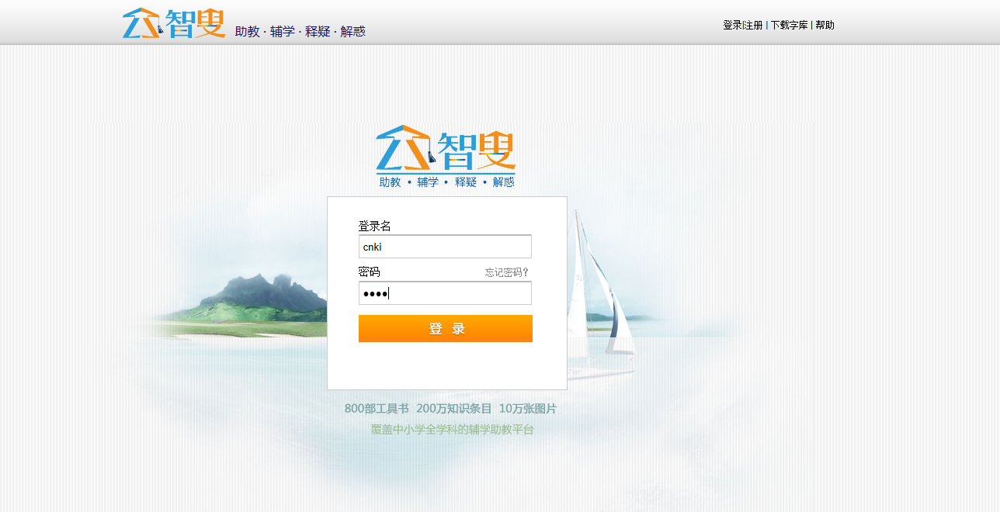 公智叟 助教 · 辅学 · 释疑 · 解惑
登录|注册 | 下载字库 | 帮助
公智叟
助教 • 辅学 • 释疑 • 解惑
登录名
cnki
密码 忘记密码?
••••
登 录
800部工具书 200万知识条目 10万张图片
覆盖中小学全学科的辅学助教平台